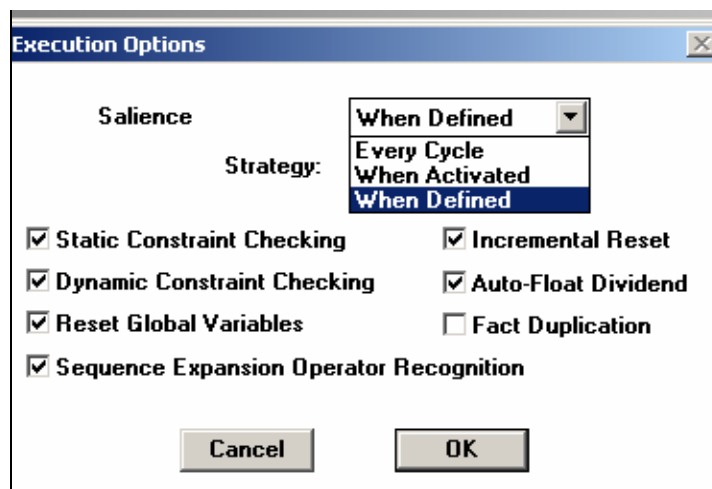 Execution Options
Salience
When Defined
Every Cycle
Strategy:
When Activated
When Defined
Static Constraint Checking
Incremental Reset
Dynamic Constraint Checking
Auto-Float Dividend
Reset Global Variables
Fact Duplication
Sequence Expansion Operator Recognition
Cancel
OK